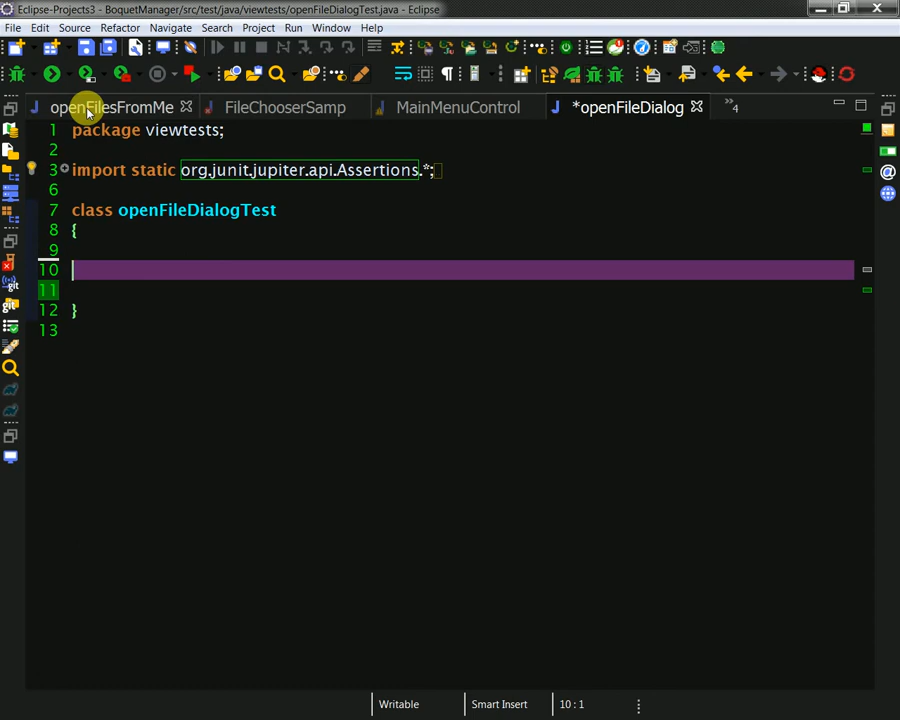 Eclipse-Projects3 - BoquetManager/src/test/java/viewtests/openFileDialogTest.java - Eclipse
File Edit Source Refactor Navigate Search Project Run Window Help
openFilesFromMe FileChooserSamp MainMenuControl *openFileDialog »4
1 package viewtests;
2
3 import static org.junit.jupiter.api.Assertions.*;
6
7 class openFileDialogTest
8 {
9
10
11
12 }
13
Writable Smart Insert 10 : 1